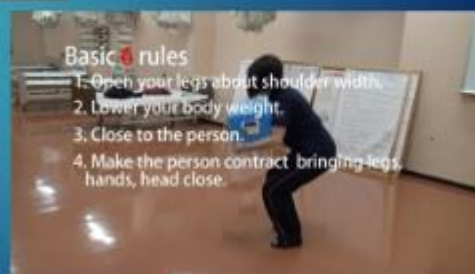 Basic 6 rules
1. Open your legs about shoulder width.
2. Lower your body weight.
3. Close to the person.
4. Make the person contract bringing legs,
hands, head close.